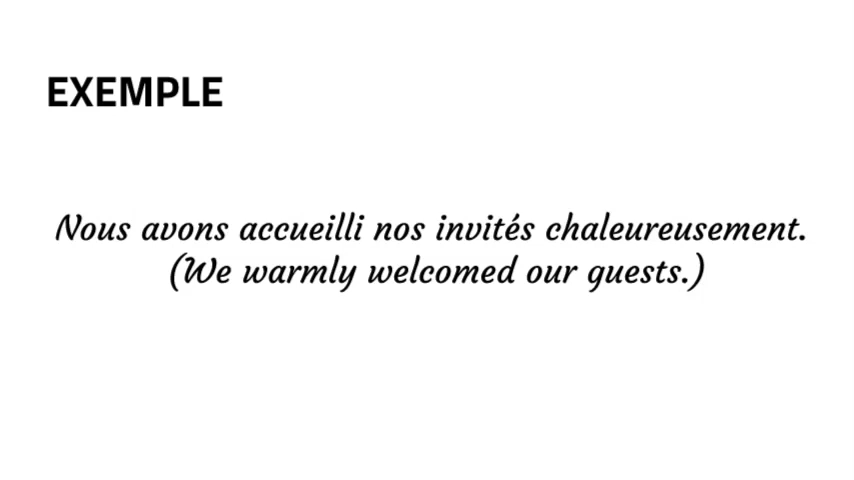 EXEMPLE
Nous avons accueilli nos invités chaleureusement.
(We warmly welcomed our guests.)